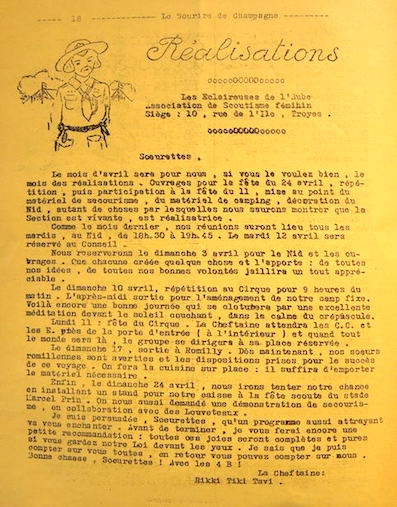 18 Le Sourire de Champagne
Réalisations
ooooo00000ooooo
Les Eclaireuses de l'Aube
Association de Scoutisme féminin
Siège : 10, rue de l'Ile, Troyes.
ooooo00000ooooo
Soeurettes,
Le mois d'avril sera pour nous, si vous le voulez bien, le
mois des réalisations. Ouvrages pour la fête du 24 avril, répé-
tition, puis participation à la fête du 11, mise au point du
matériel de secourisme, du matériel de camping, décoration du
Nid, autant de choses par lesquelles nous saurons montrer que la
Section est vivante, est réalisatrice.
Comme le mois dernier, nos réunions auront lieu tous les
mardis, au Nid, de 18h.30 à 19h.45. Le mardi 12 avril sera
réservé au Conseil.
Nous reserverons le dimanche 3 avril pour le Nid et les ou-
vrages. Que chacune crée quelque chose et l'apporte: de toutes
nos idées, de toutes nos bonnes volontés jaillira un tout appré-
ciable.
Le dimanche 10 avril, répétition au Cirque pour 9 heures du
matin. L'après-midi sortie pour l'aménagement de notre camp fixe.
Voilà encore une bonne journée qui se cloturera par une excellente
méditation devant le soleil couchant, dans le calme du crépuscule.
Lundi 11: fête du Cirque. La Cheftaine attendra les C.C. et
les E. près de la porte d'entrée (à l'intérieur) et quand tout
le monde sera là, le groupe se dirigera à sa place réservée.
Le dimanche 17, sortie à Romilly. Dès maintenant, nos soeurs
romillonnes sont averties et les dispositions prises pour le succès
de ce voyage. On fera la cuisine sur place: il suffira d'emporter
le matériel nécessaire.
Enfin, le dimanche 24 avril, nous irons tenter notre chance
en installant un stand pour notre caisse à la fête scoute du stade
Marcel Prin. On nous aussi demandé une démonstration de secouris-
me, en collaboration avec des Louveteaux.
Je suis persuadée, Soeurettes, qu'un programme aussi attrayant
va vous enchanter. Avant de terminer, je vous ferai encore une
petite recommandation: toutes ces joies seront complètes et pures
si vous gardez notre Loi devant les yeux. Je sais que je puis
compter sur vous toutes, en retour vous pouvez compter sur nous.
Bonne chasse, Soeurettes! Avec les 4 B!
La Cheftaine:
Rikki Tiki Tavi.